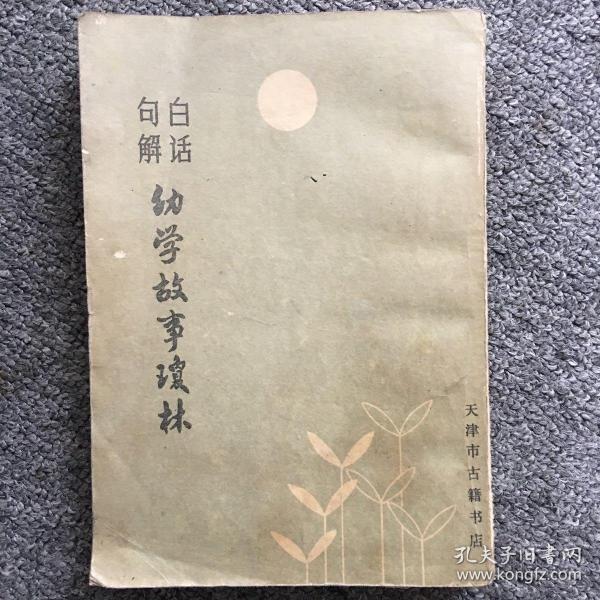 白话
句解
幼学故事琼林
天津市古籍书店
孔夫子旧书网
www.kongfz.com